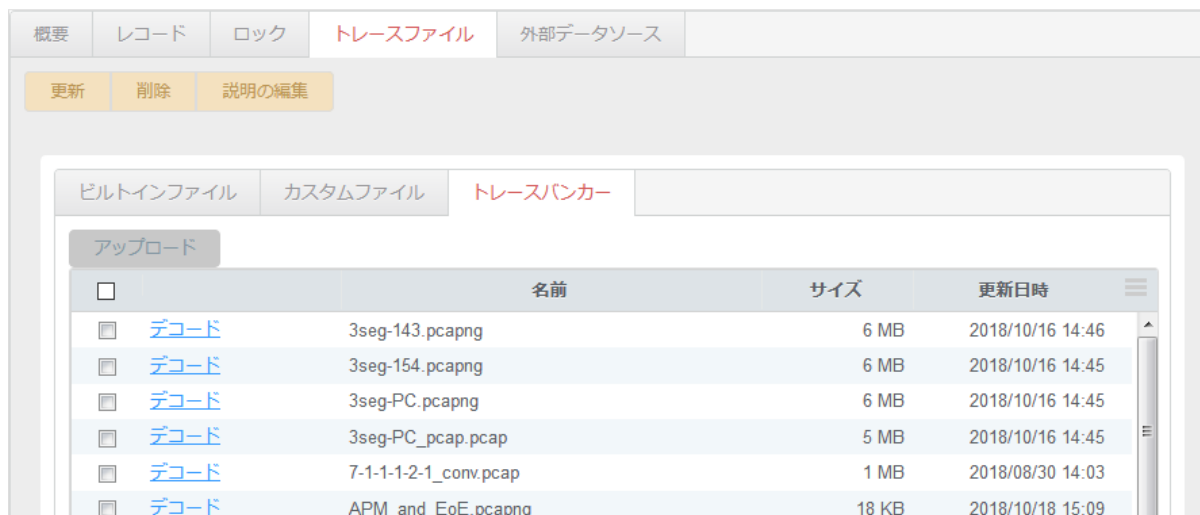 概要 レコード ロック トレースファイル 外部データソース
更新 削除 説明の編集
ビルトインファイル カスタムファイル トレースバンカー
アップロード
名前 サイズ 更新日時
デコード 3seg-143.pcapng 6 MB 2018/10/16 14:46
デコード 3seg-154.pcapng 6 MB 2018/10/16 14:45
デコード 3seg-PC.pcapng 6 MB 2018/10/16 14:45
デコード 3seg-PC_pcap.pcap 5 MB 2018/10/16 14:45
デコード 7-1-1-1-2-1_conv.pcap 1 MB 2018/08/30 14:03
デコード APM_and_EoE.pcapng 18 KB 2018/10/18 15:09